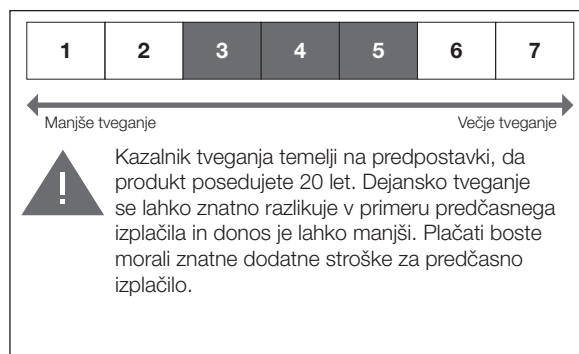 1 2 3 4 5 6 7
Manjše tveganje Večje tveganje
!
Kazalnik tveganja temelji na predpostavki, da
produkt posedujete 20 let. Dejansko tveganje
se lahko znatno razlikuje v primeru predčasnega
izplačila in donos je lahko manjši. Plačati boste
morali znatne dodatne stroške za predčasno
izplačilo.